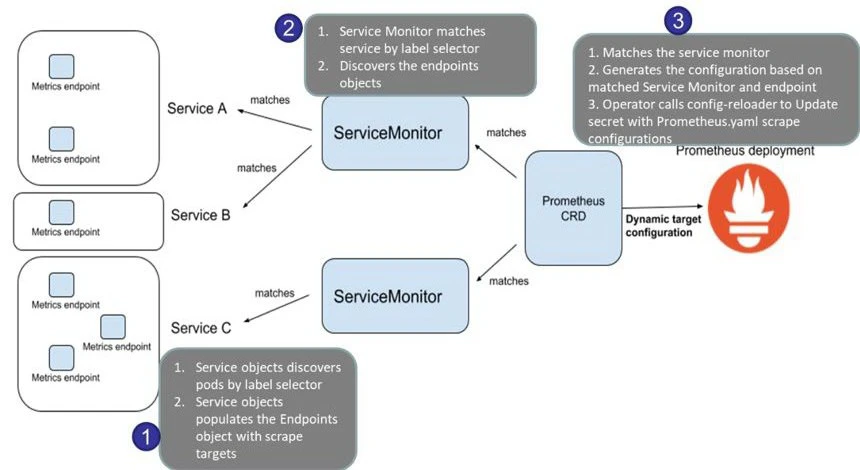 2
1. Service Monitor matches
service by label selector
2. Discovers the endpoints
objects
3
1. Matches the service monitor
2. Generates the configuration based on
matched Service Monitor and endpoint
3. Operator calls config-reloader to Update
secret with Prometheus.yaml scrape
configurations
Prometheus deployment
Metrics endpoint
Metrics endpoint
Service A
matches
ServiceMonitor
matches
matches
Metrics endpoint
Service B
Prometheus
CRD
Dynamic target
configuration
Metrics endpoint
Metrics endpoint
Metrics endpoint
Service C
matches
ServiceMonitor
matches
1
1. Service objects discovers
pods by label selector
2. Service objects
populates the Endpoints
object with scrape
targets